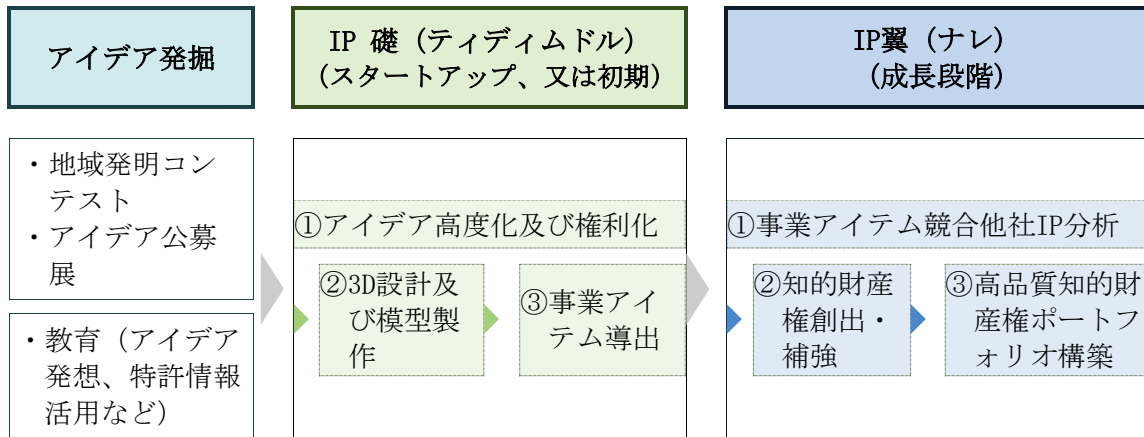 アイデア発掘
IP 礎（ティディムドル）
（スタートアップ、又は初期）
IP翼（ナレ）
（成長段階）
・地域発明コン
テスト
・アイデア公募
展
・教育（アイデア
発想、特許情報
活用など）
①アイデア高度化及び権利化
②3D設計及
び模型製
作
③事業アイ
テム導出
①事業アイテム競合他社IP分析
②知的財産
権創出・
補強
③高品質知的財
産権ポートフ
ォリオ構築